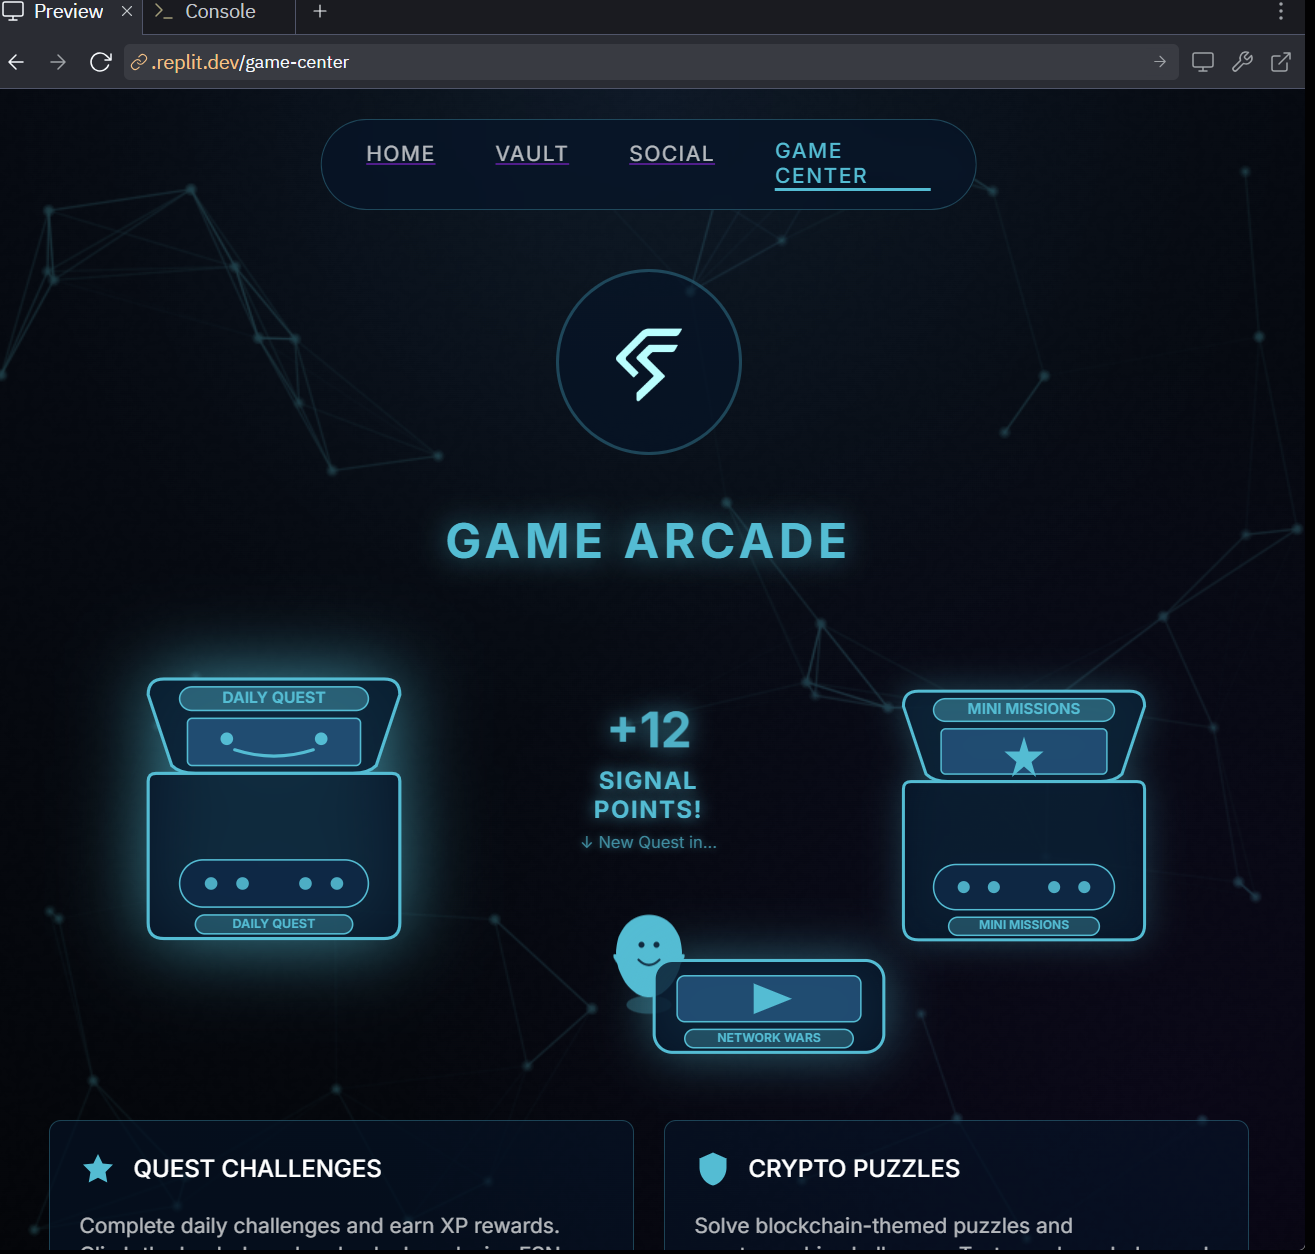 Preview
Console
.replit.dev/game-center
HOME
VAULT
SOCIAL
GAME
CENTER
GAME ARCADE
DAILY QUEST
DAILY QUEST
+12
SIGNAL
POINTS!
↓ New Quest in...
MINI MISSIONS
MINI MISSIONS
NETWORK WARS
QUEST CHALLENGES
Complete daily challenges and earn XP rewards.
CRYPTO PUZZLES
Solve blockchain-themed puzzles and